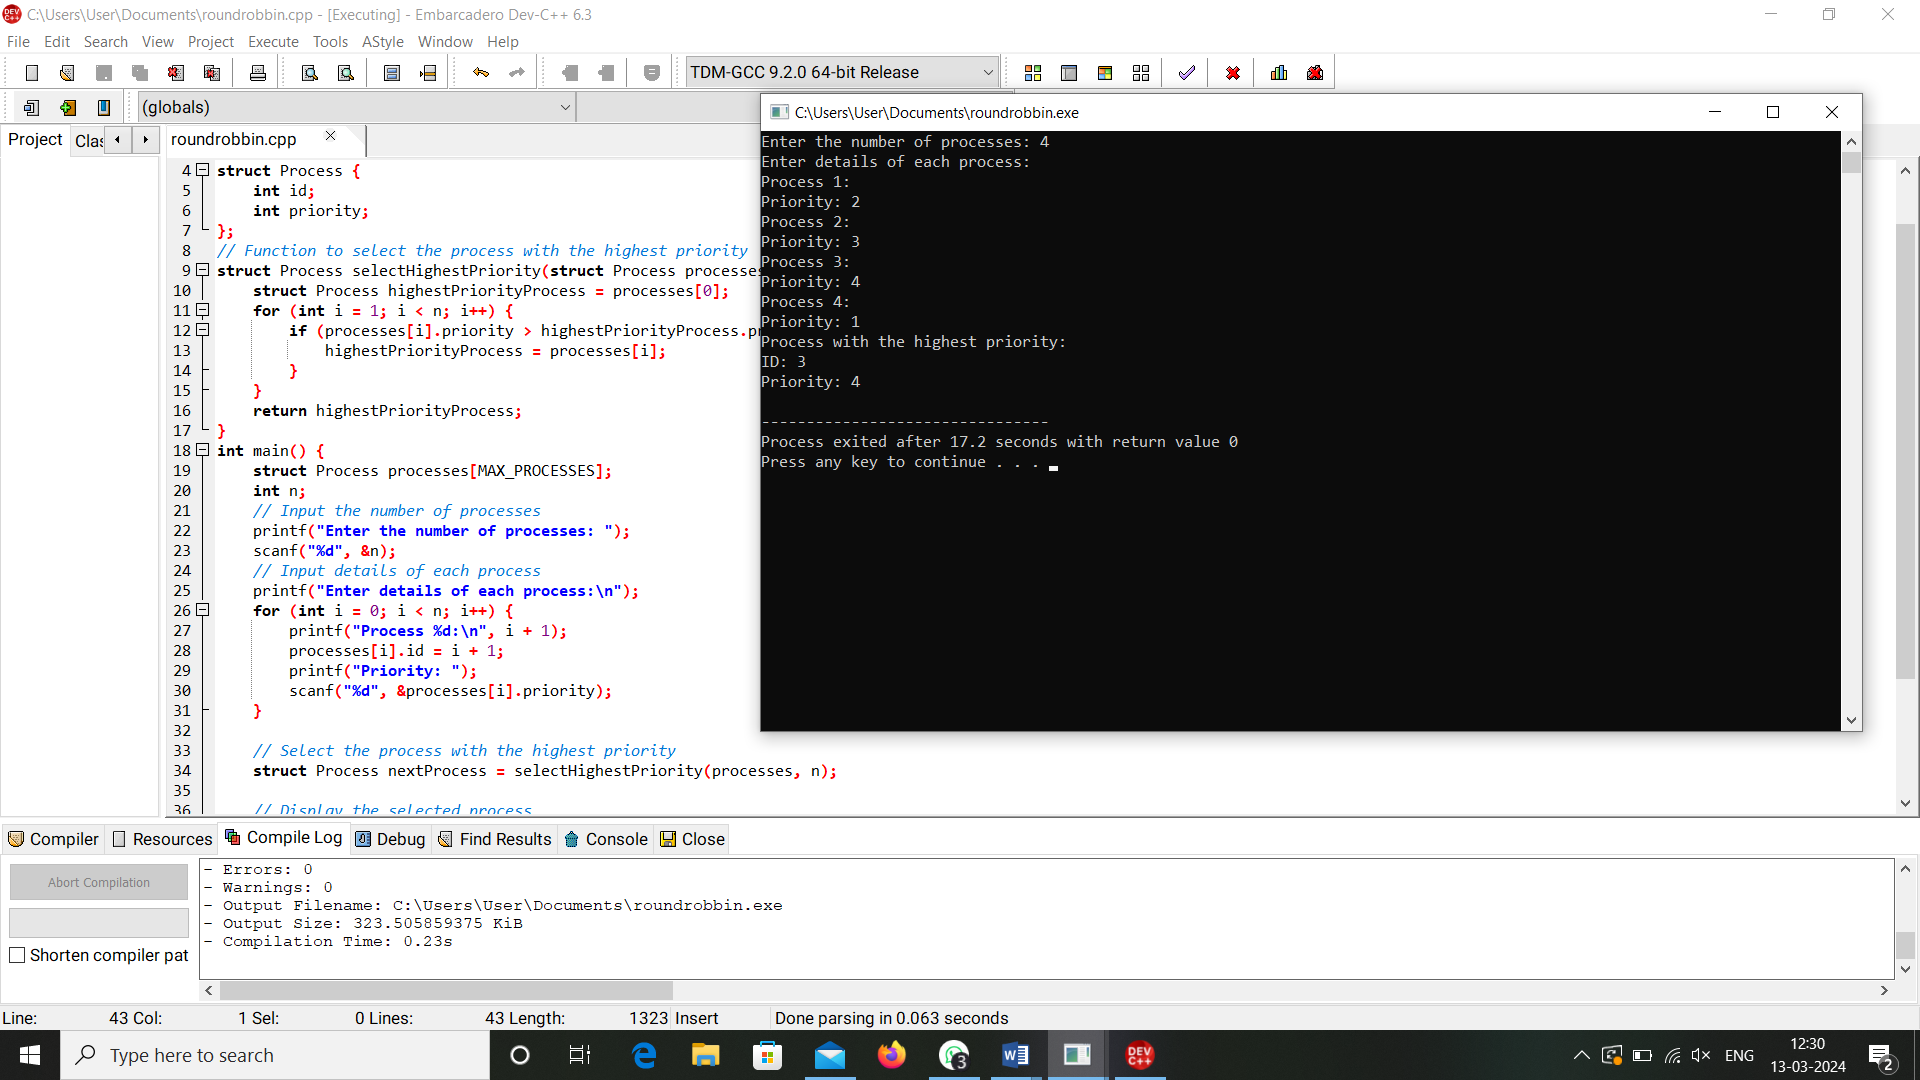 C:\Users\User\Documents\roundrobbin.cpp - [Executing] - Embarcadero Dev-C++ 6.3
File Edit Search View Project Execute Tools AStyle Window Help
TDM-GCC 9.2.0 64-bit Release
(globals)
Project Clas roundrobbin.cpp
4 struct Process {
5 int id;
6 int priority;
7 };
8 // Function to select the process with the highest priority
9 struct Process selectHighestPriority(struct Process processes
10 struct Process highestPriorityProcess = processes[0];
11 for (int i = 1; i < n; i++) {
12 if (processes[i].priority > highestPriorityProcess.pr
13 highestPriorityProcess = processes[i];
14 }
15 }
16 return highestPriorityProcess;
17 }
18 int main() {
19 struct Process processes[MAX_PROCESSES];
20 int n;
21 // Input the number of processes
22 printf("Enter the number of processes: ");
23 scanf("%d", &n);
24 // Input details of each process
25 printf("Enter details of each process:\n");
26 for (int i = 0; i < n; i++) {
27 printf("Process %d:\n", i + 1);
28 processes[i].id = i + 1;
29 printf("Priority: ");
30 scanf("%d", &processes[i].priority);
31 }
32
33 // Select the process with the highest priority
34 struct Process nextProcess = selectHighestPriority(processes, n);
35
36 // Display the selected process
C:\Users\User\Documents\roundrobbin.exe
Enter the number of processes: 4
Enter details of each process:
Process 1:
Priority: 2
Process 2:
Priority: 3
Process 3:
Priority: 4
Process 4:
Priority: 1
Process with the highest priority:
ID: 3
Priority: 4
--------------------------------
Process exited after 17.2 seconds with return value 0
Press any key to continue . . .
Compiler Resources Compile Log Debug Find Results Console Close
Abort Compilation
Shorten compiler pat
- Errors: 0
- Warnings: 0
- Output Filename: C:\Users\User\Documents\roundrobbin.exe
- Output Size: 323.505859375 KiB
- Compilation Time: 0.23s
Line: 43 Col: 1 Sel: 0 Lines: 43 Length: 1323 Insert Done parsing in 0.063 seconds
Type here to search
3
DEV C++
ENG
12:30
13-03-2024
2